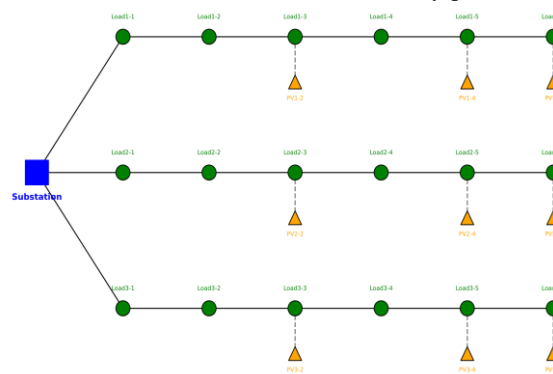 Load1-1 Load1-2 Load1-3 Load1-4 Load1-5
PV1-2 PV1-4
Substation
Load2-1 Load2-2 Load2-3 Load2-4 Load2-5
PV2-2 PV2-4
Load3-1 Load3-2 Load3-3 Load3-4 Load3-5
PV3-2 PV3-4